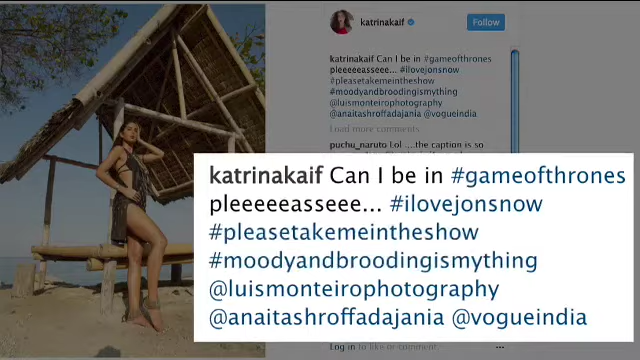 katrinakaif
Follow
katrinakaif Can I be in #gameofthrones
pleeeeeasseee... #ilovejonsnow
#pleasetakemeintheshow
#moodyandbroodingismything
@luismonteirophotography
@anaitashroffadajania @vogueindia
Load more comments
puchu_naruto Lol ....the caption is so
katrinakaif Can I be in #gameofthrones
pleeeeeasseee... #ilovejonsnow
#pleasetakemeintheshow
#moodyandbroodingismything
@luismonteirophotography
@anaitashroffadajania @vogueindia
Log in to like or comment.